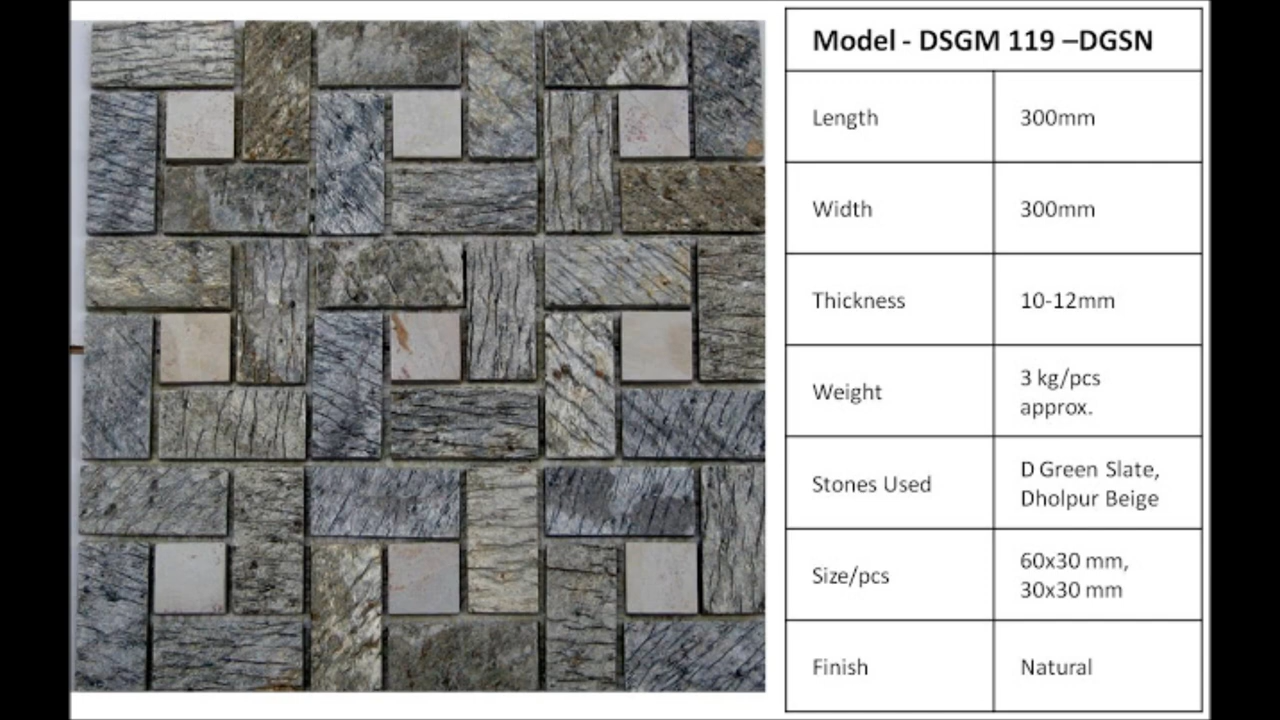 Model - DSGM 119 –DGSN
Length 300mm
Width 300mm
Thickness 10-12mm
Weight 3 kg/pcs
approx.
Stones Used D Green Slate,
Dholpur Beige
Size/pcs 60x30 mm,
30x30 mm
Finish Natural